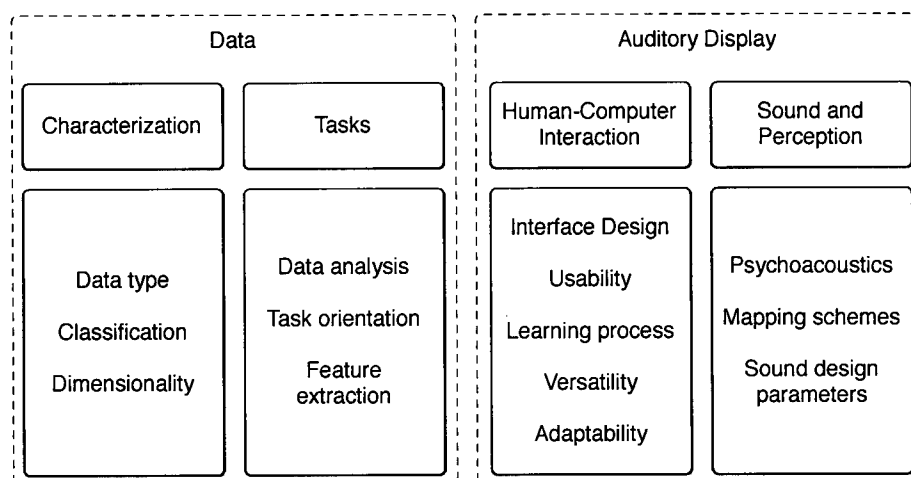 Data
Characterization
Tasks
Data type
Classification
Dimensionality
Data analysis
Task orientation
Feature
extraction
Auditory Display
Human-Computer
Interaction
Sound and
Perception
Interface Design
Usability
Learning process
Versatility
Adaptability
Psychoacoustics
Mapping schemes
Sound design
parameters